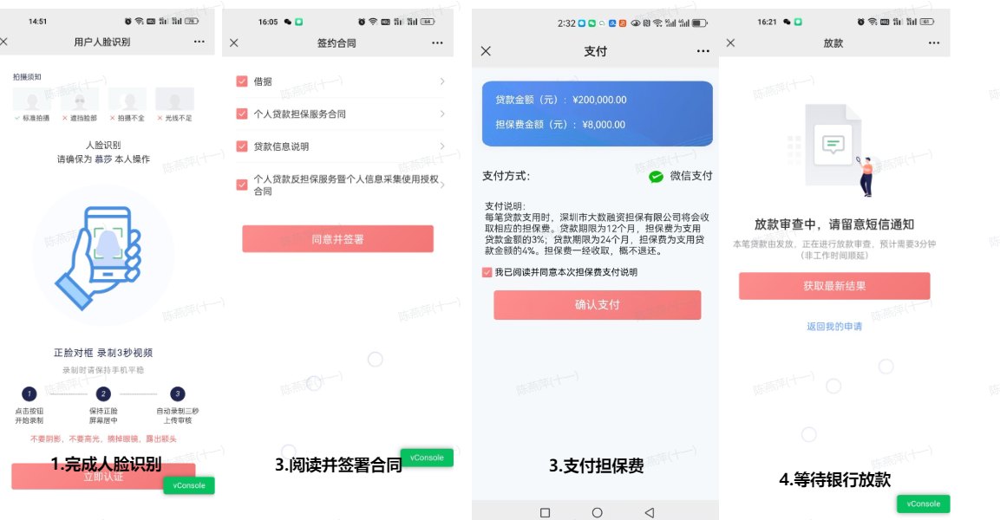 14:51
用户人脸识别
拍摄须知
标准拍摄
遮挡脸部
拍摄不全
光线不足
人脸识别
请确保为 慕莎 本人操作
正脸对框 录制3秒视频
录制时请保持手机平稳
1
2
3
点击按钮
开始录制
保持正脸
屏幕居中
自动录制三秒
上传审核
不要阴影，不要高光，摘掉眼镜，露出额头
1.完成人脸识别
立即认证
vConsole
16:05
签约合同
借据
个人贷款担保服务合同
贷款信息说明
个人贷款反担保服务暨个人信息采集使用授权
合同
同意并签署
3.阅读并签署合同
vConsole
2:32
支付
贷款金额（元）：¥200,000.00
担保费金额（元）：¥8,000.00
支付方式：
微信支付
支付说明：
每笔贷款支用时，深圳市大数融资担保有限公司将会收
取相应的担保费。贷款期限为12个月，担保费为支用
贷款金额的3%；贷款期限为24个月，担保费为支用贷
款金额的4%。担保费一经收取，概不退还。
我已阅读并同意本次担保费支付说明
确认支付
3.支付担保费
16:21
放款
放款审查中，请留意短信通知
本笔贷款由发放，正在进行放款审查，预计需要3分钟
（非工作时间顺延）
获取最新结果
返回我的申请
4.等待银行放款
vConsole
陈燕萍(十一)